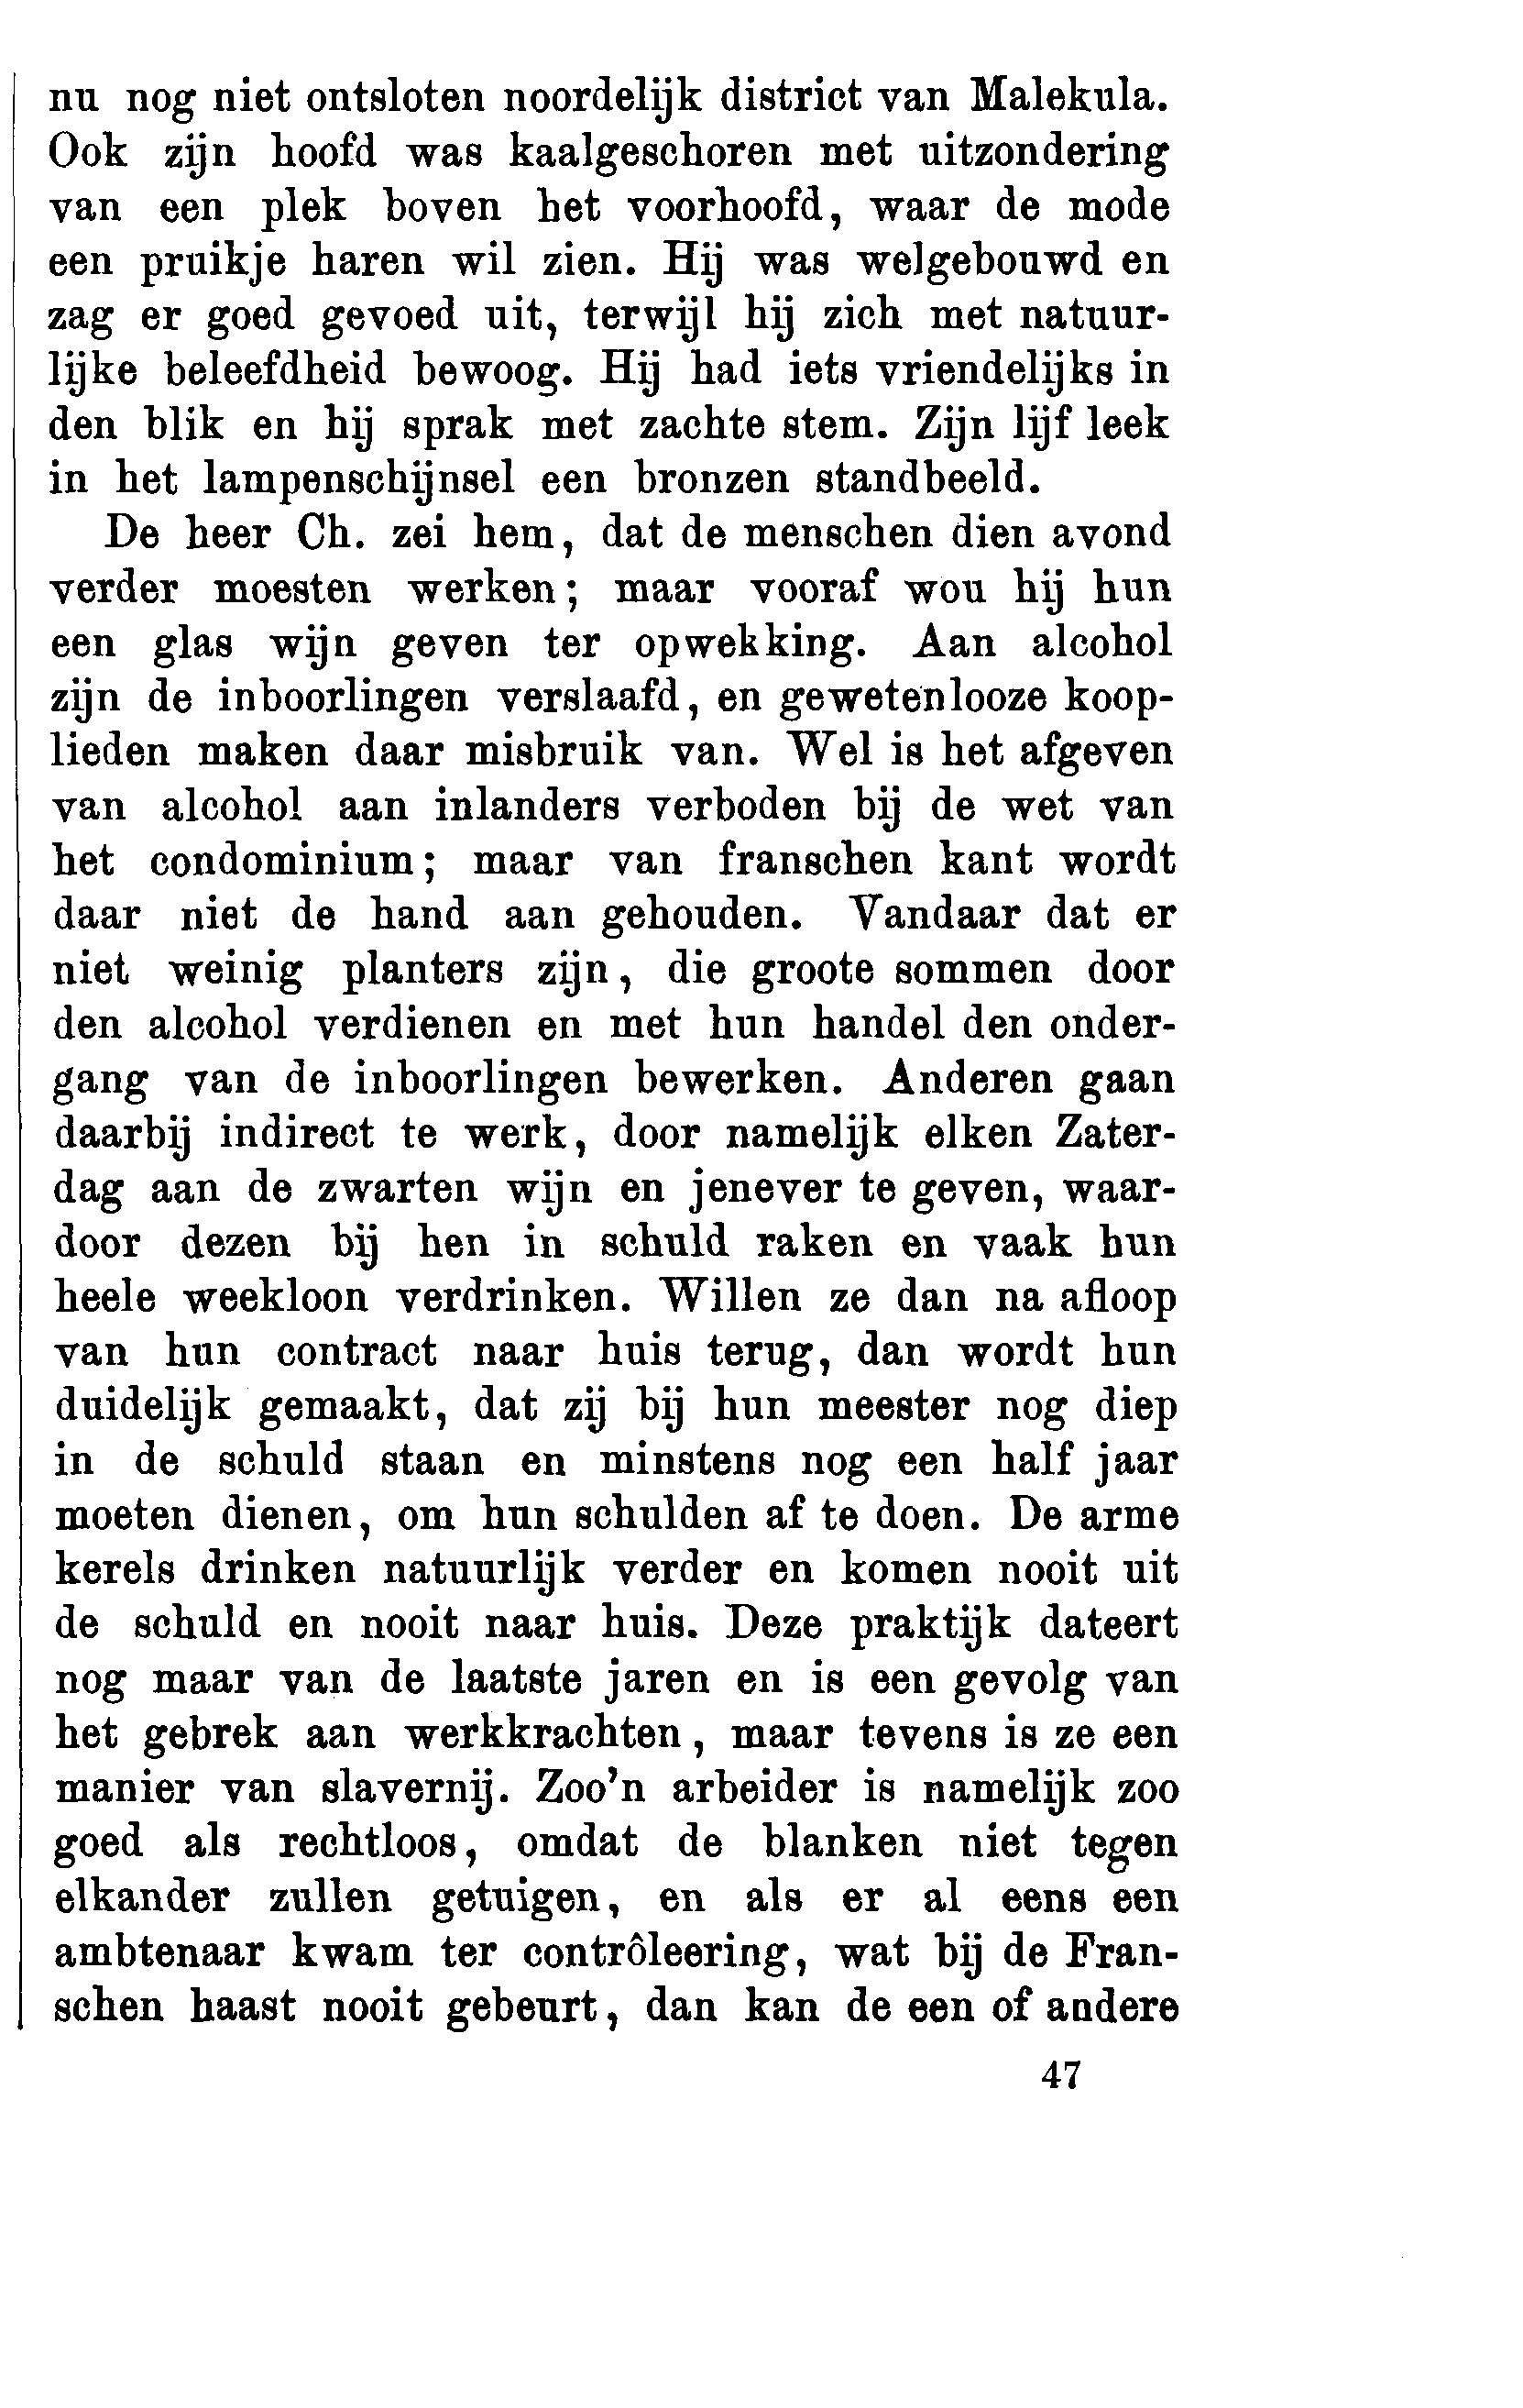 nu nog niet ontsloten noordelijk district van Malekula.
Ook zijn hoofd was kaalgeschoren met uitzondering
van een plek boven het voorhoofd, waar de mode
een pruikje haren wil zien. Hij was welgebouwd en
zag er goed gevoed uit, terwijl hij zich met natuur-
lijke beleefdheid bewoog. Hij had iets vriendelijks in
den blik en hij sprak met zachte stem. Zijn lijf leek
in het lampenschijnsel een bronzen standbeeld.
De heer Ch. zei hem, dat de menschen dien avond
verder moesten werken; maar vooraf wou hij hun
een glas wijn geven ter opwekking. Aan alcohol
zijn de inboorlingen verslaafd, en gewetenlooze koop-
lieden maken daar misbruik van. Wel is het afgeven
van alcohol aan inlanders verboden bij de wet van
het condominium; maar van franschen kant wordt
daar niet de hand aan gehouden. Vandaar dat er
niet weinig planters zijn, die groote sommen door
den alcohol verdienen en met hun handel den onder-
gang van de inboorlingen bewerken. Anderen gaan
daarbij indirect te werk, door namelijk elken Zater-
dag aan de zwarten wijn en jenever te geven, waar-
door dezen bij hen in schuld raken en vaak hun
heele weekloon verdrinken. Willen ze dan na afloop
van hun contract naar huis terug, dan wordt hun
duidelijk gemaakt, dat zij bij hun meester nog diep
in de schuld staan en minstens nog een half jaar
moeten dienen, om hun schulden af te doen. De arme
kerels drinken natuurlijk verder en komen nooit uit
de schuld en nooit naar huis. Deze praktijk dateert
nog maar van de laatste jaren en is een gevolg van
het gebrek aan werkkrachten, maar tevens is ze een
manier van slavernij. Zoo'n arbeider is namelijk zoo
goed als rechtloos, omdat de blanken niet tegen
elkander zullen getuigen, en als er al eens een
ambtenaar kwam ter contrôleering, wat bij de Fran-
schen haast nooit gebeurt, dan kan de een of andere
47